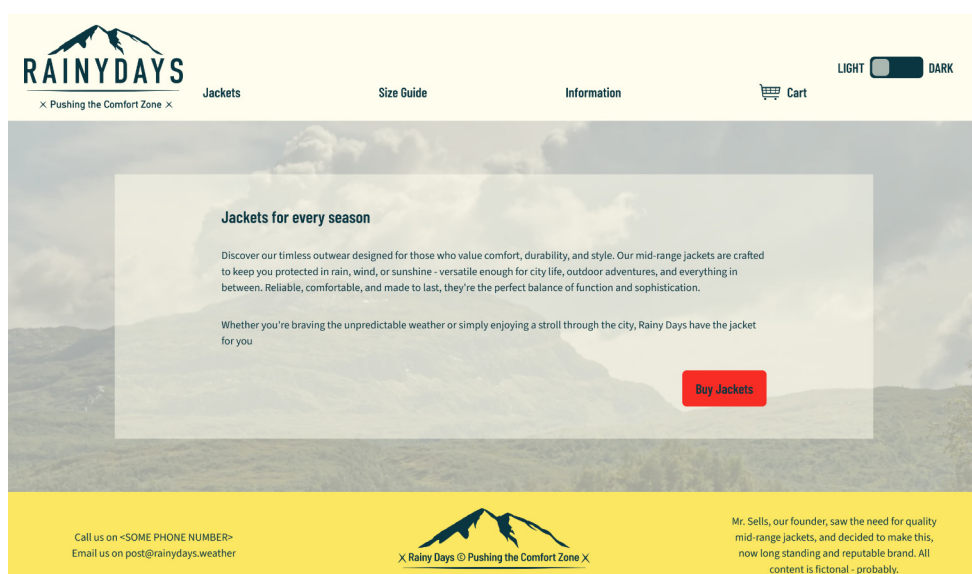 RAINYDAYS
× Pushing the Comfort Zone ×
Jackets
Size Guide
Information
Cart
LIGHT
DARK
Jackets for every season
Discover our timless outwear designed for those who value comfort, durability, and style. Our mid-range jackets are crafted
to keep you protected in rain, wind, or sunshine - versatile enough for city life, outdoor adventures, and everything in
between. Reliable, comfortable, and made to last, they're the perfect balance of function and sophistication.
Whether you're braving the unpredictable weather or simply enjoying a stroll through the city, Rainy Days have the jacket
for you
Buy Jackets
Call us on <SOME PHONE NUMBER>
Email us on post@rainydays.weather
× Rainy Days © Pushing the Comfort Zone ×
Mr. Sells, our founder, saw the need for quality
mid-range jackets, and decided to make this,
now long standing and reputable brand. All
content is fictonal - probably.